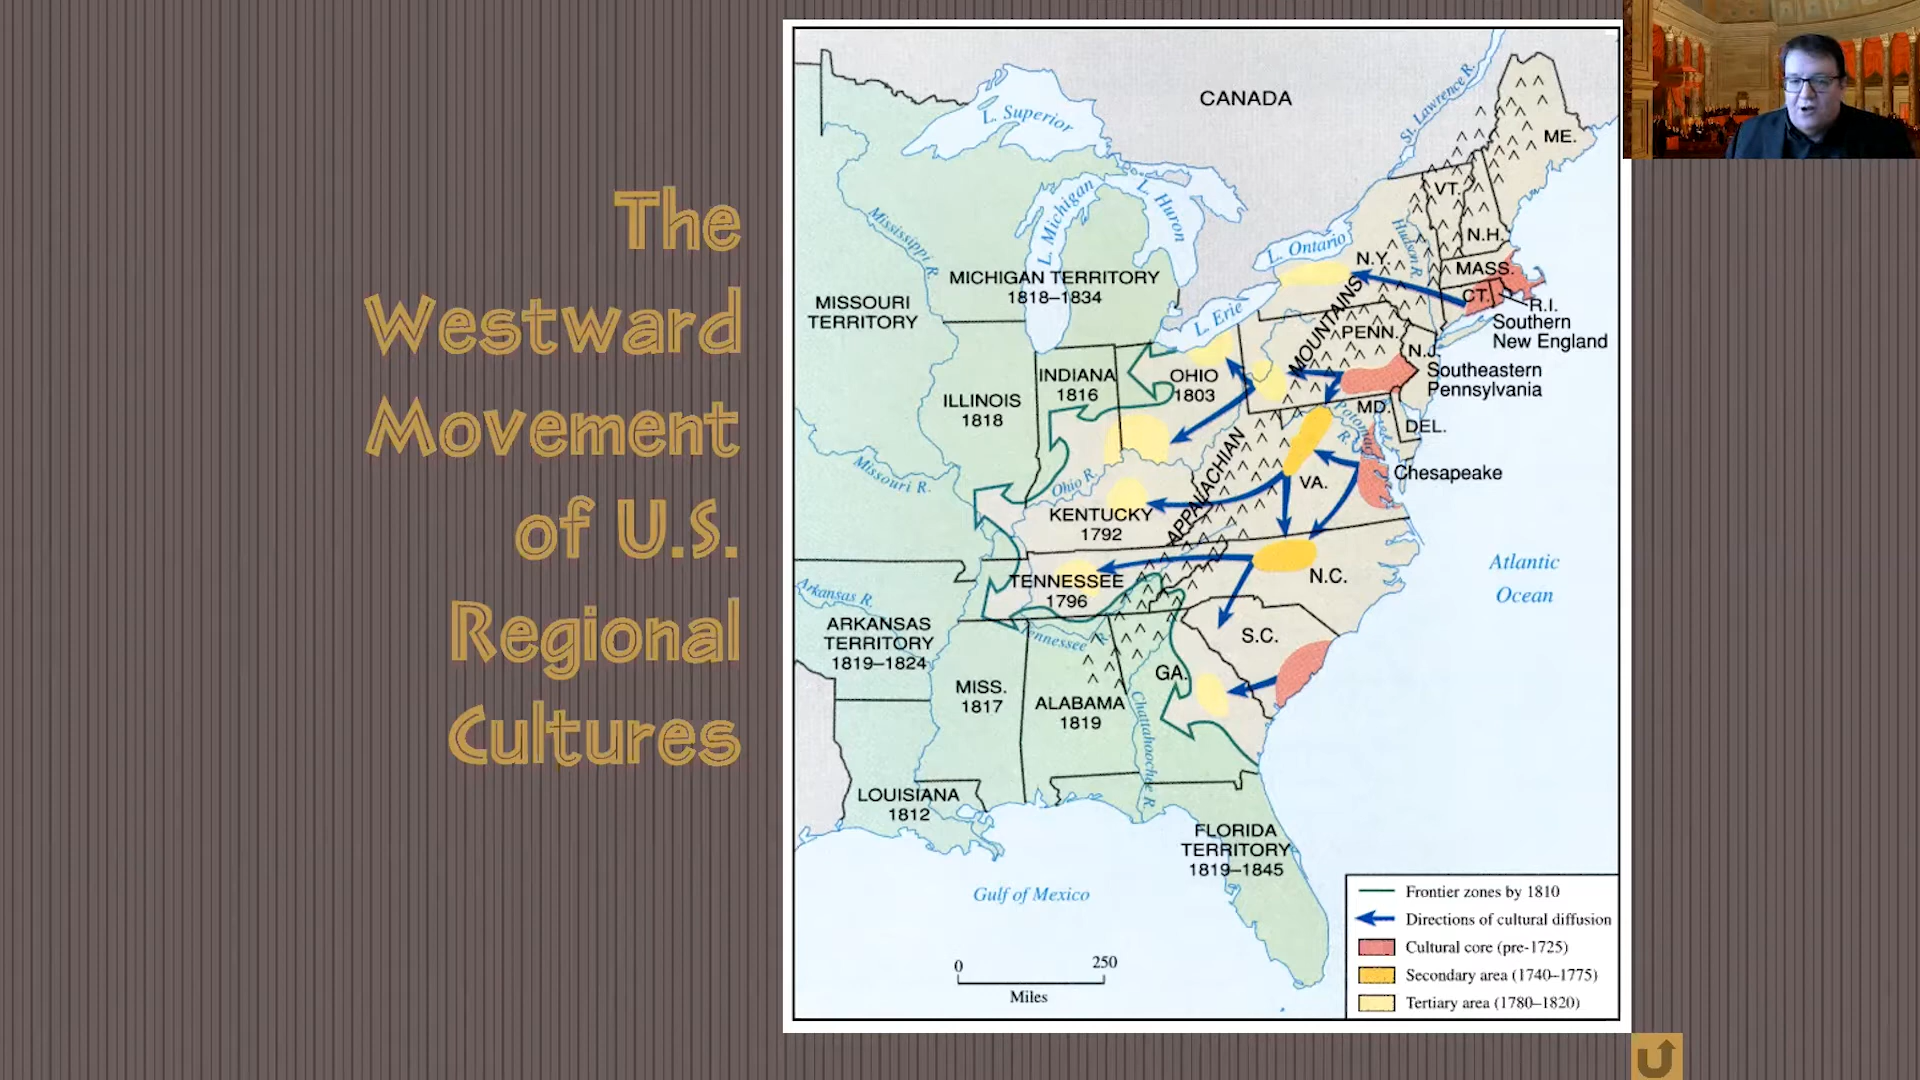 The
Westward
Movement
of U.S.
Regional
Cultures
CANADA
St. Lawrence R.
L. Superior
ME.
VT.
L. Michigan
L. Huron
Mississippi R.
Hudson R.
N.H.
L. Ontario
N.Y.
MASS.
MICHIGAN TERRITORY
1818–1834
CT.
R.I.
MISSOURI
TERRITORY
L. Erie
Southern
New England
MOUNTAINS
PENN.
N.J.
INDIANA
1816
OHIO
1803
Southeastern
Pennsylvania
ILLINOIS
1818
MD.
DEL.
Potomac
R.
APPALACHIAN
Missouri R.
Ohio R.
VA.
Chesapeake
KENTUCKY
1792
Atlantic
Ocean
TENNESSEE
1796
N.C.
Arkansas R.
ARKANSAS
TERRITORY
1819–1824
Tennessee R.
S.C.
GA.
MISS.
1817
ALABAMA
1819
Chattahoochee R.
LOUISIANA
1812
FLORIDA
TERRITORY
1819–1845
Gulf of Mexico
0 250
Miles
Frontier zones by 1810
Directions of cultural diffusion
Cultural core (pre-1725)
Secondary area (1740–1775)
Tertiary area (1780–1820)